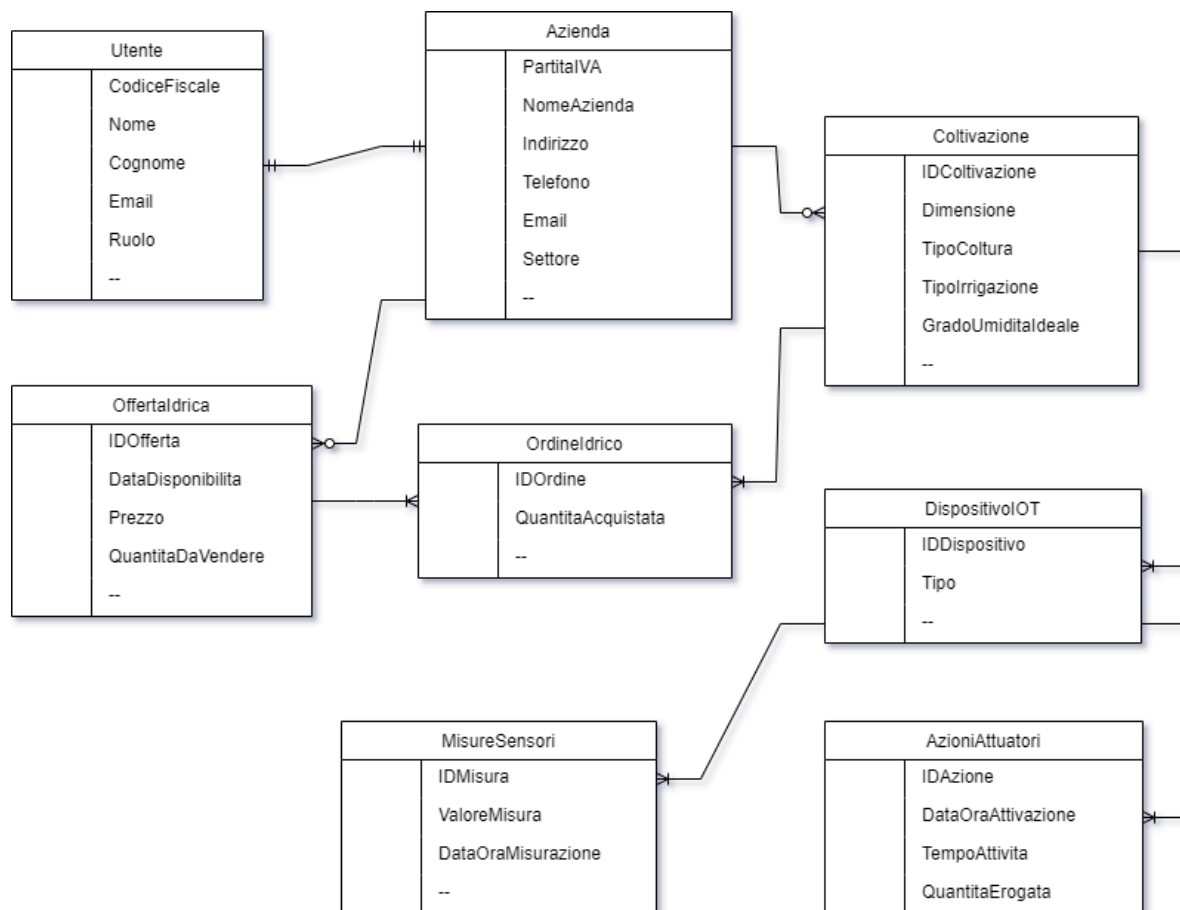 Utente
CodiceFiscale
Nome
Cognome
Email
Ruolo
--
Azienda
PartitaIVA
NomeAzienda
Indirizzo
Telefono
Email
Settore
--
Coltivazione
IDColtivazione
Dimensione
TipoColtura
TipoIrrigazione
GradoUmiditaIdeale
--
OffertaIdrica
IDOfferta
DataDisponibilita
Prezzo
QuantitaDaVendere
--
OrdineIdrico
IDOrdine
QuantitaAcquistata
--
DispositivoIOT
IDDispositivo
Tipo
--
MisureSensori
IDMisura
ValoreMisura
DataOraMisurazione
--
AzioniAttuatori
IDAzione
DataOraAttivazione
TempoAttivita
QuantitaErogata